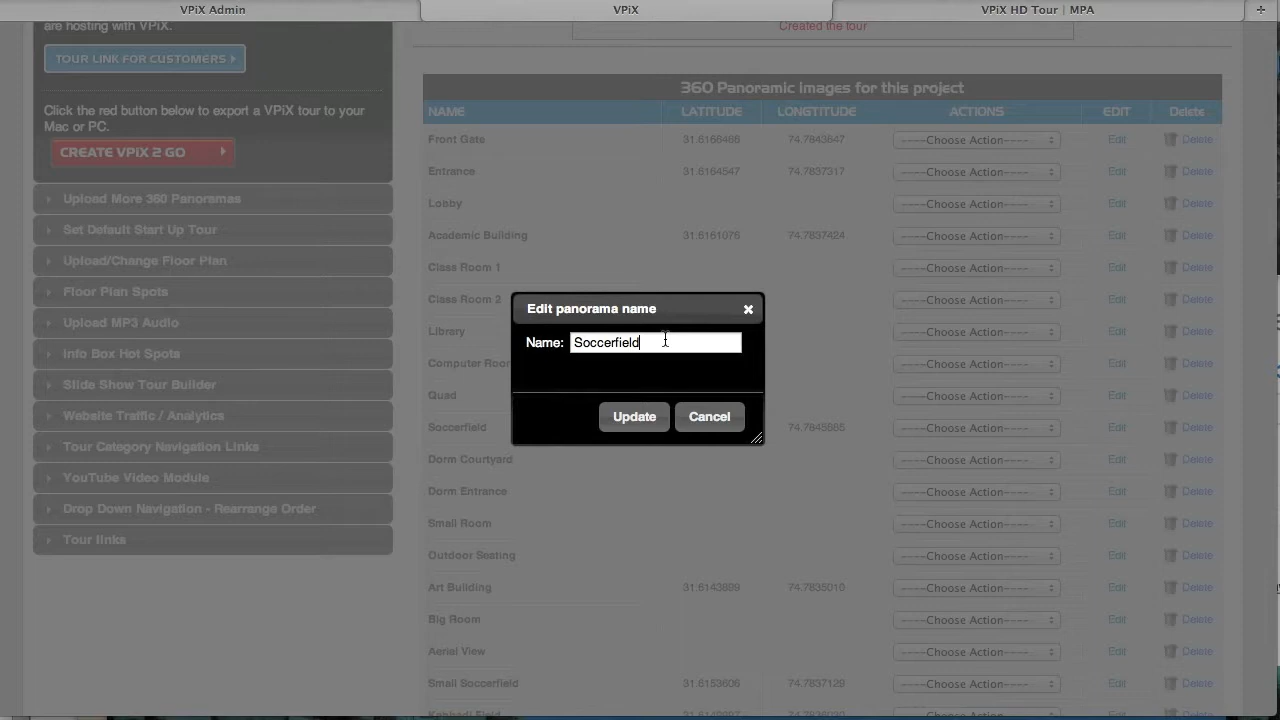 VPiX Admin
VPiX
VPiX HD Tour | MPA
are hosting with VPiX.
TOUR LINK FOR CUSTOMERS
Click the red button below to export a VPiX tour to your
Mac or PC.
CREATE VPIX 2 GO
Upload More 360 Panoramas
Set Default Start Up Tour
Upload/Change Floor Plan
Floor Plan Spots
Upload MP3 Audio
Info Box Hot Spots
Slide Show Tour Builder
Website Traffic / Analytics
Tour Category Navigation Links
YouTube Video Module
Drop Down Navigation - Rearrange Order
Tour links
Created the tour
360 Panoramic images for this project
NAME LATITUDE LONGTITUDE ACTIONS EDIT Delete
Front Gate 31.6166466 74.7843847 -----Choose Action---- Edit Delete
Entrance 31.6164547 74.7837317 -----Choose Action---- Edit Delete
Lobby -----Choose Action---- Edit Delete
Academic Building 31.6161076 74.7837424 -----Choose Action---- Edit Delete
Class Room 1 -----Choose Action---- Edit Delete
Class Room 2 -----Choose Action---- Edit Delete
Library -----Choose Action---- Edit Delete
Computer Roo -----Choose Action---- Edit Delete
Quad -----Choose Action---- Edit Delete
Soccerfield 74.7845885 -----Choose Action---- Edit Delete
Dorm Courtyard -----Choose Action---- Edit Delete
Dorm Entrance -----Choose Action---- Edit Delete
Small Room -----Choose Action---- Edit Delete
Outdoor Seating -----Choose Action---- Edit Delete
Art Building 31.6143899 74.7835010 -----Choose Action---- Edit Delete
Big Room -----Choose Action---- Edit Delete
Aerial View -----Choose Action---- Edit Delete
Small Soccerfield 31.6153606 74.7837129 -----Choose Action---- Edit Delete
Edit panorama name
Name: Soccerfield
Update Cancel